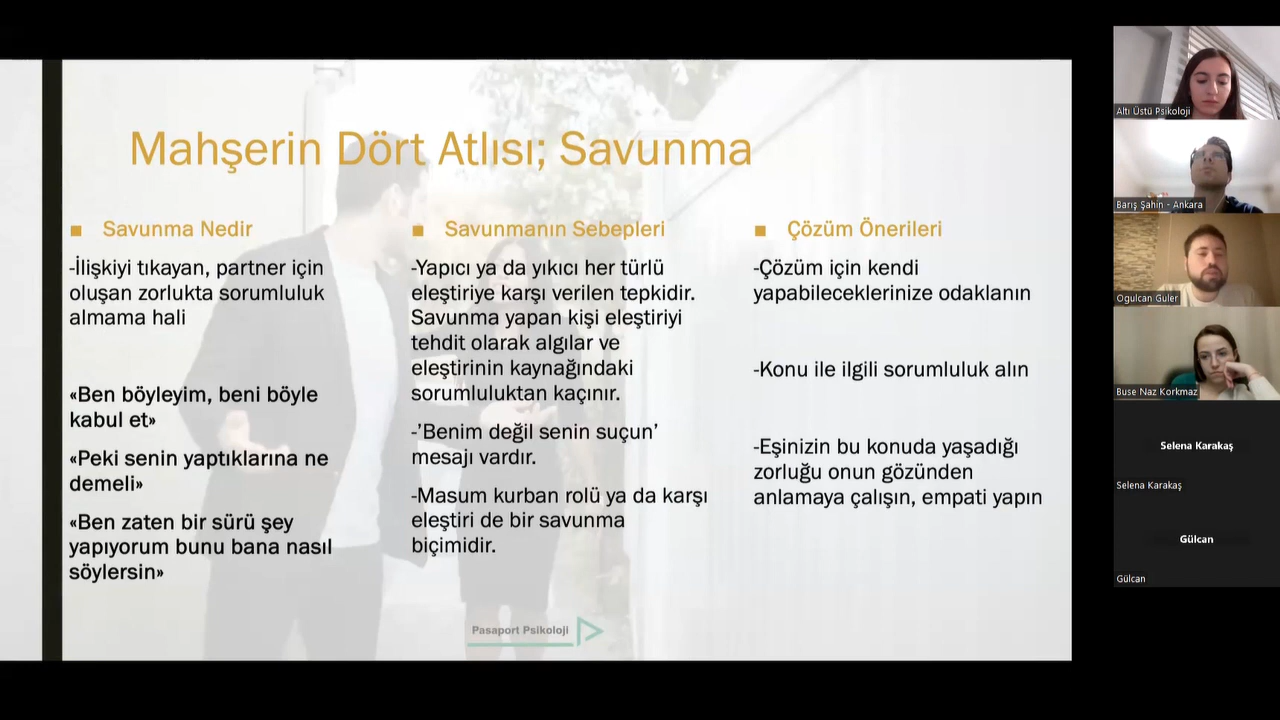 Mahşerin Dört Atlısı; Savunma
■ Savunma Nedir
-İlişkiyi tıkayan, partner için
oluşan zorlukta sorumluluk
almama hali
«Ben böyleyim, beni böyle
kabul et»
«Peki senin yaptıklarına ne
demeli»
«Ben zaten bir sürü şey
yapıyorum bunu bana nasıl
söylersin»
■ Savunmanın Sebepleri
-Yapıcı ya da yıkıcı her türlü
eleştiriye karşı verilen tepkidir.
Savunma yapan kişi eleştiriyi
tehdit olarak algılar ve
eleştirinin kaynağındaki
sorumluluktan kaçınır.
-’Benim değil senin suçun’
mesajı vardır.
-Masum kurban rolü ya da karşı
eleştiri de bir savunma
biçimidir.
■ Çözüm Önerileri
-Çözüm için kendi
yapabileceklerinize odaklanın
-Konu ile ilgili sorumluluk alın
-Eşinizin bu konuda yaşadığı
zorluğu onun gözünden
anlamaya çalışın, empati yapın
Pasaport Psikoloji
Altı Üstü Psikoloji
Barış Şahin - Ankara
Ogulcan Guler
Buse Naz Korkmaz
Selena Karakaş
Selena Karakaş
Gülcan
Gülcan